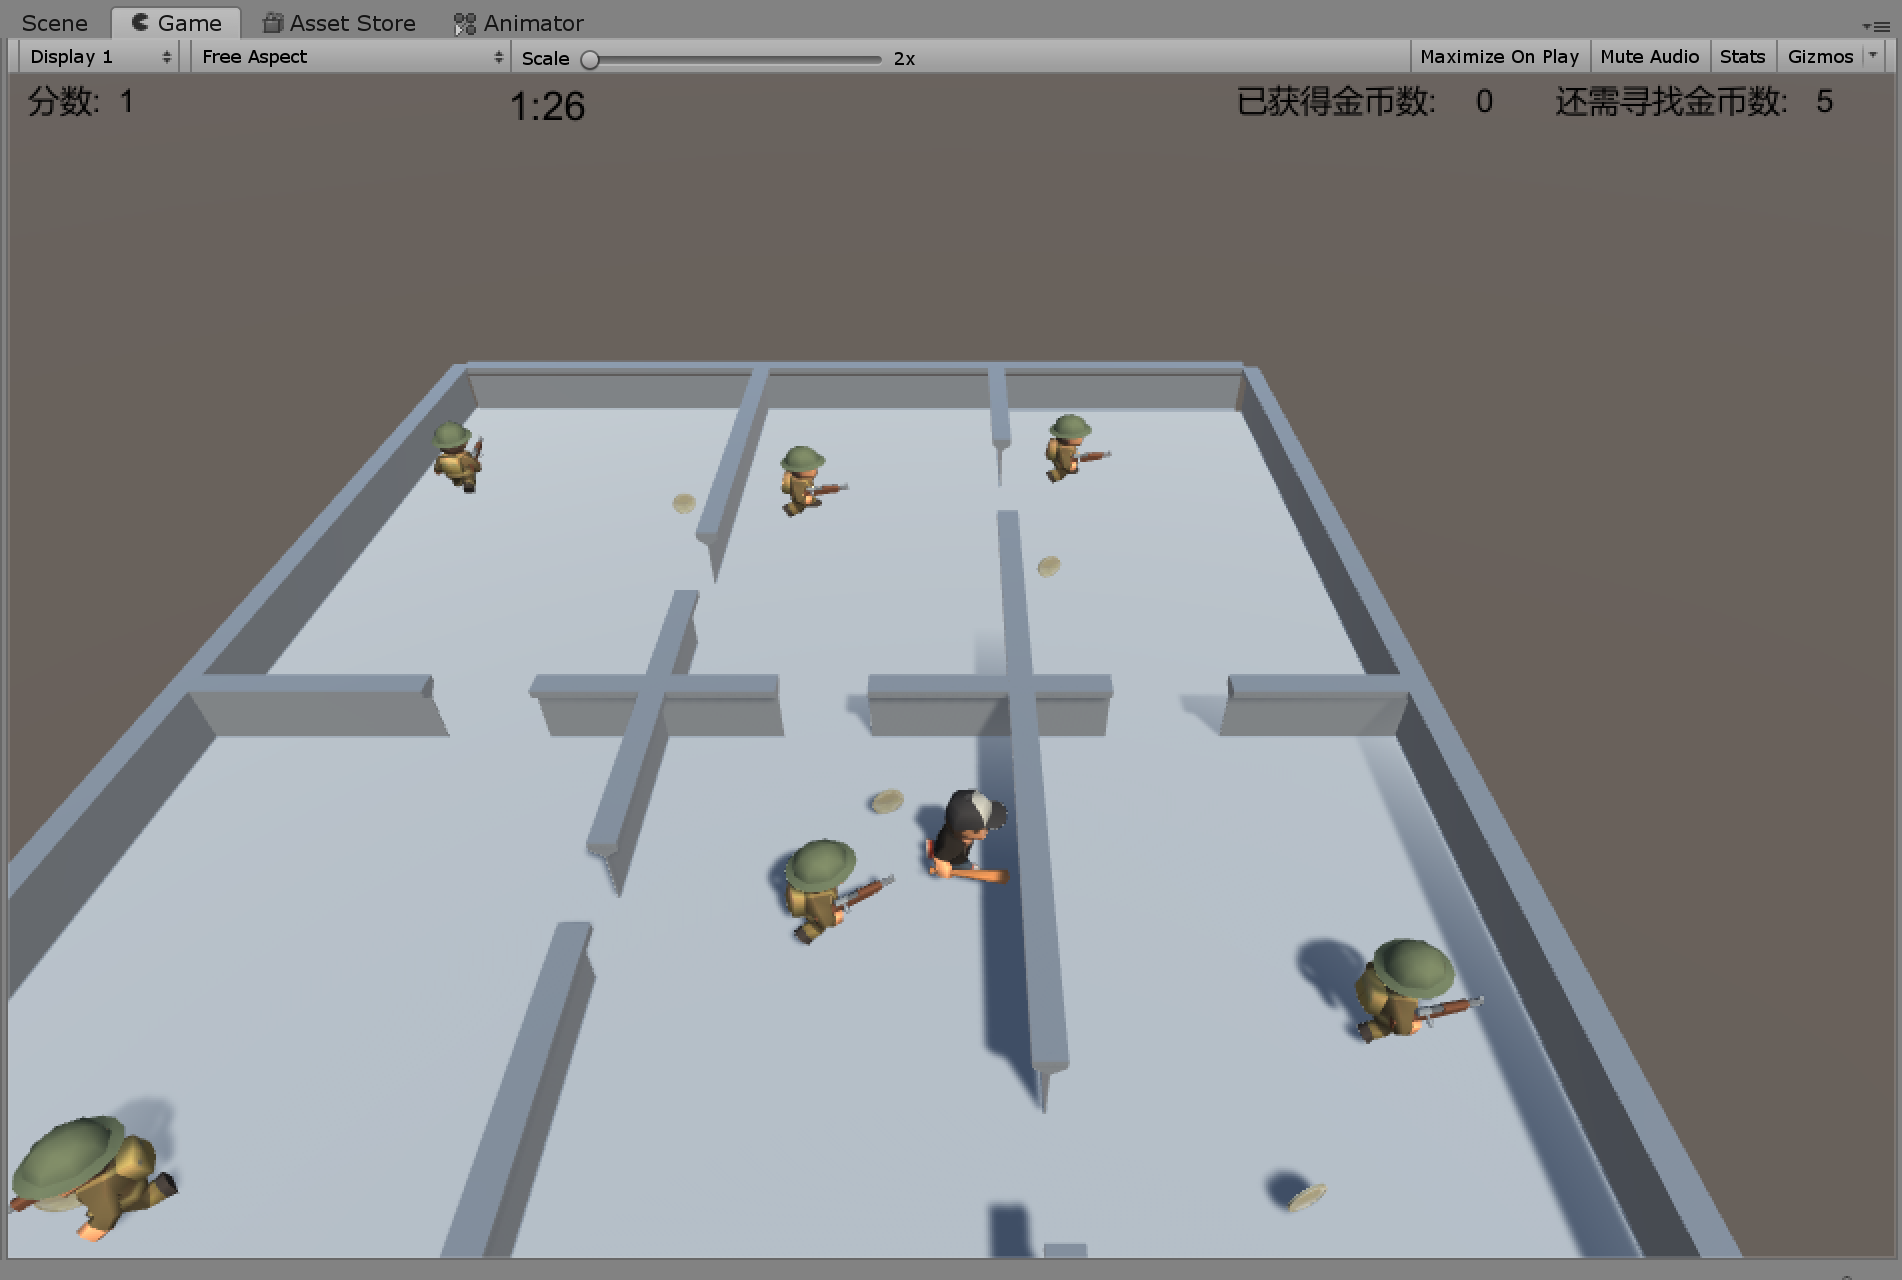 Scene Game Asset Store Animator
Display 1 Free Aspect Scale 2x Maximize On Play Mute Audio Stats Gizmos
分数: 1 1:26 已获得金币数: 0 还需寻找金币数: 5